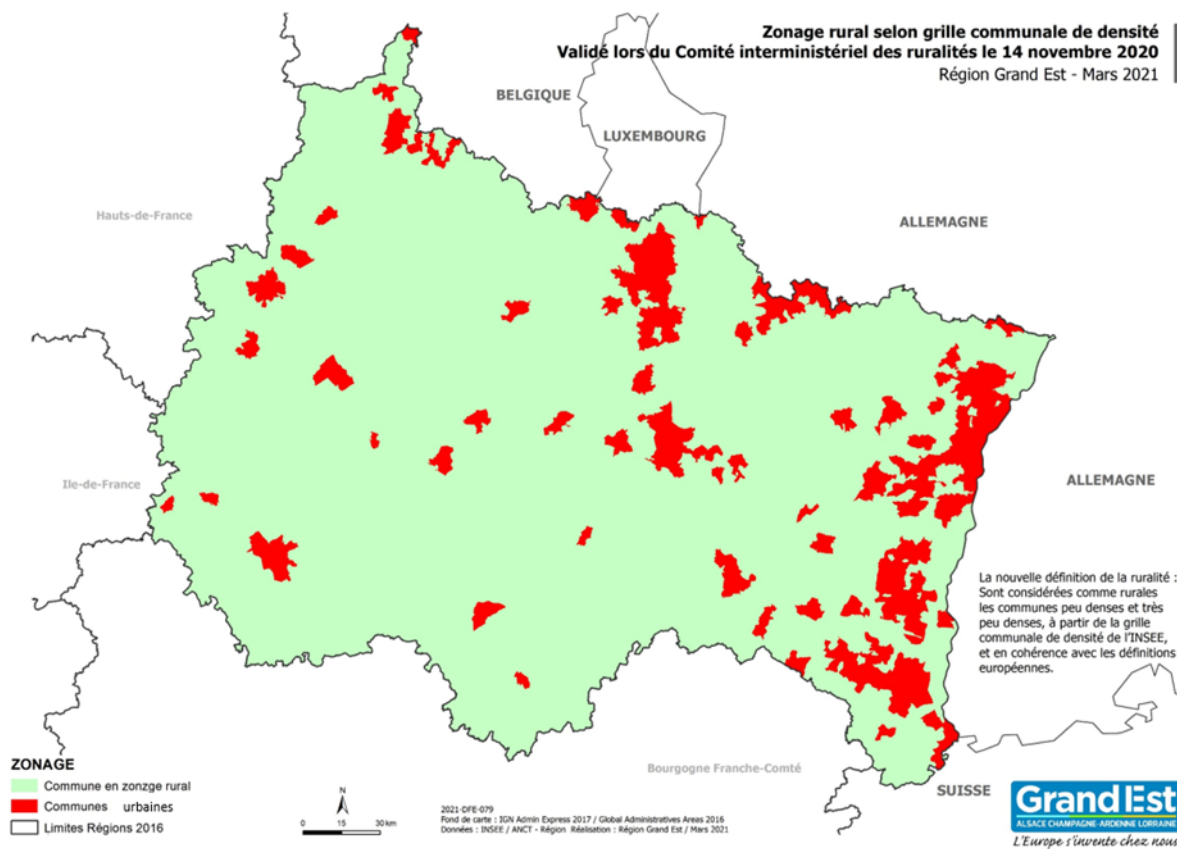 Zonage rural selon grille communale de densité
Validé lors du Comité interministériel des ruralités le 14 novembre 2020
Région Grand Est - Mars 2021
BELGIQUE
LUXEMBOURG
Hauts-de-France
ALLEMAGNE
Ile-de-France
ALLEMAGNE
La nouvelle définition de la ruralité :
Sont considérées comme rurales
les communes peu denses et très
peu denses, à partir de la grille
communale de densité de l'INSEE,
et en cohérence avec les définitions
européennes.
ZONAGE
Commune en zonzge rural
Communes urbaines
Limites Régions 2016
N
0 15 30 km
2021-DFE-079
Fond de carte : IGN Admin Express 2017 / Global Administratives Areas 2016
Données : INSEE / ANCT - Région Réalisation : Région Grand Est / Mars 2021
Bourgogne Franche-Comté
SUISSE
Grand Est
ALSACE CHAMPAGNE-ARDENNE LORRAINE
L'Europe s'invente chez nous